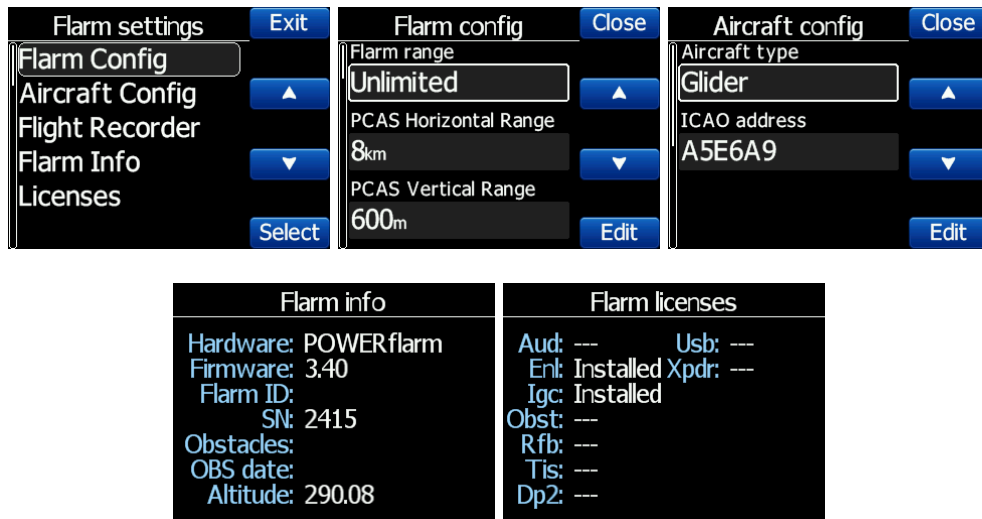 Flarm settings
Exit
Flarm Config
Aircraft Config
Flight Recorder
Flarm Info
Licenses
Select
Flarm config
Close
Flarm range
Unlimited
PCAS Horizontal Range
8km
PCAS Vertical Range
600m
Edit
Aircraft config
Close
Aircraft type
Glider
ICAO address
A5E6A9
Edit
Flarm info
Hardware: POWERflarm
Firmware: 3.40
Flarm ID:
SN: 2415
Obstacles:
OBS date:
Altitude: 290.08
Flarm licenses
Aud: --- Usb: ---
Enl: Installed Xpdr: ---
Igc: Installed
Obst: ---
Rfb: ---
Tis: ---
Dp2: ---